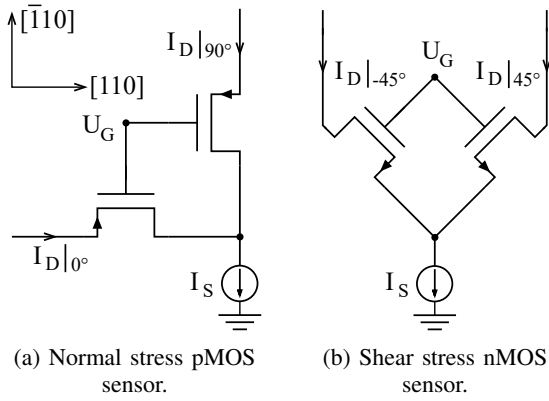 [1̄10]
[110]
I_D|90°
U_G
I_D|0°
I_S
(a) Normal stress pMOS
sensor.
U_G
I_D|-45°
I_D|45°
I_S
(b) Shear stress nMOS
sensor.